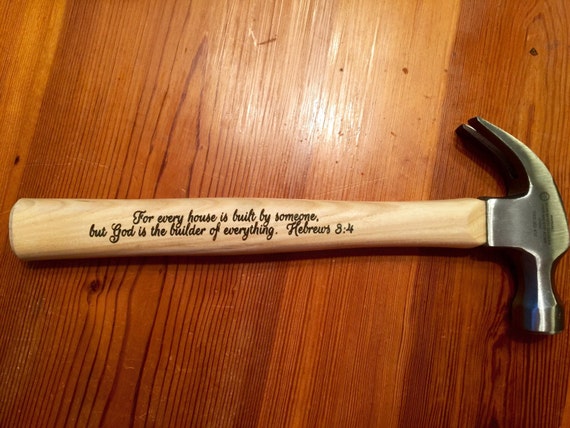 For every house is built by someone,
but God is the builder of everything. Hebrews 3:4